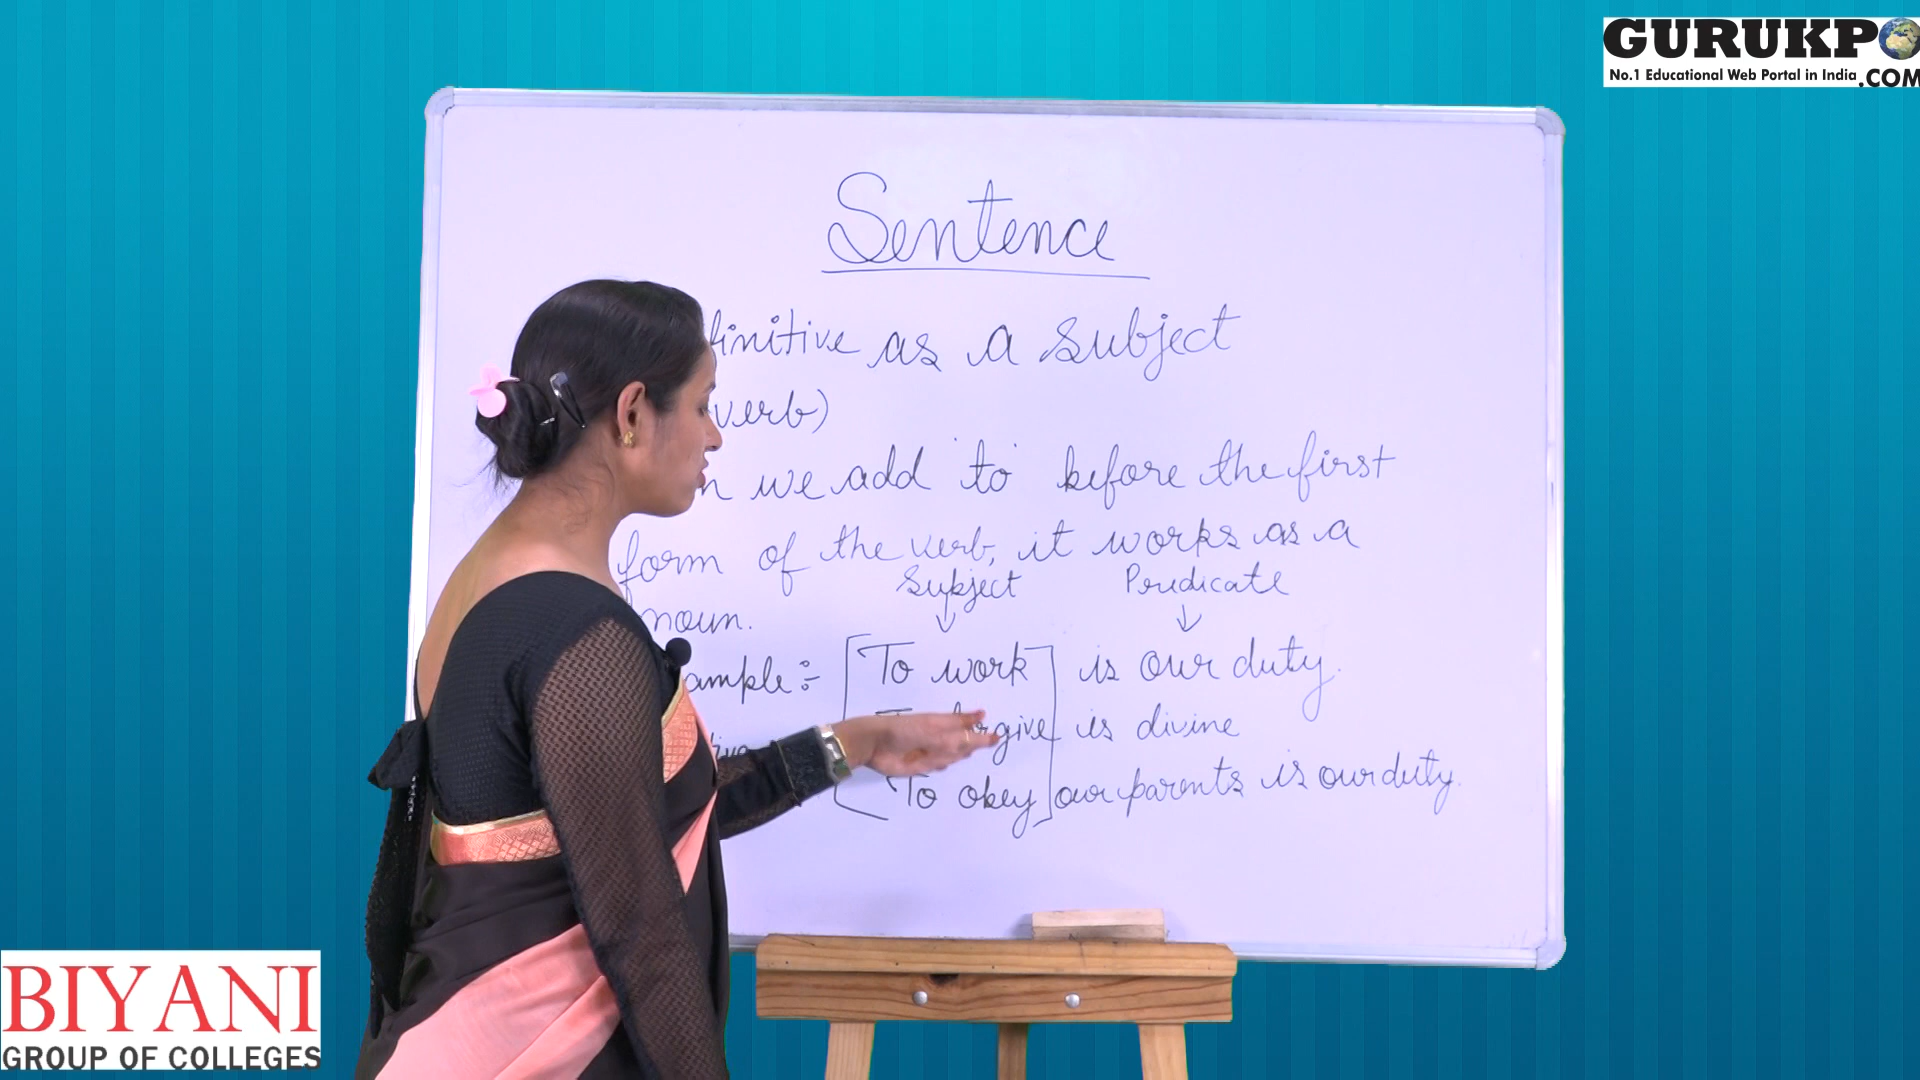 GURUKPO
No.1 Educational Web Portal in India .COM
Sentence
finitive as a subject
verb)
n we add 'to' before the first
form of the verb, it works as a
Subject Predicate
noun.
ample :- To work is our duty.
give is divine
To obey our parents is our duty.
BIYANI
GROUP OF COLLEGES